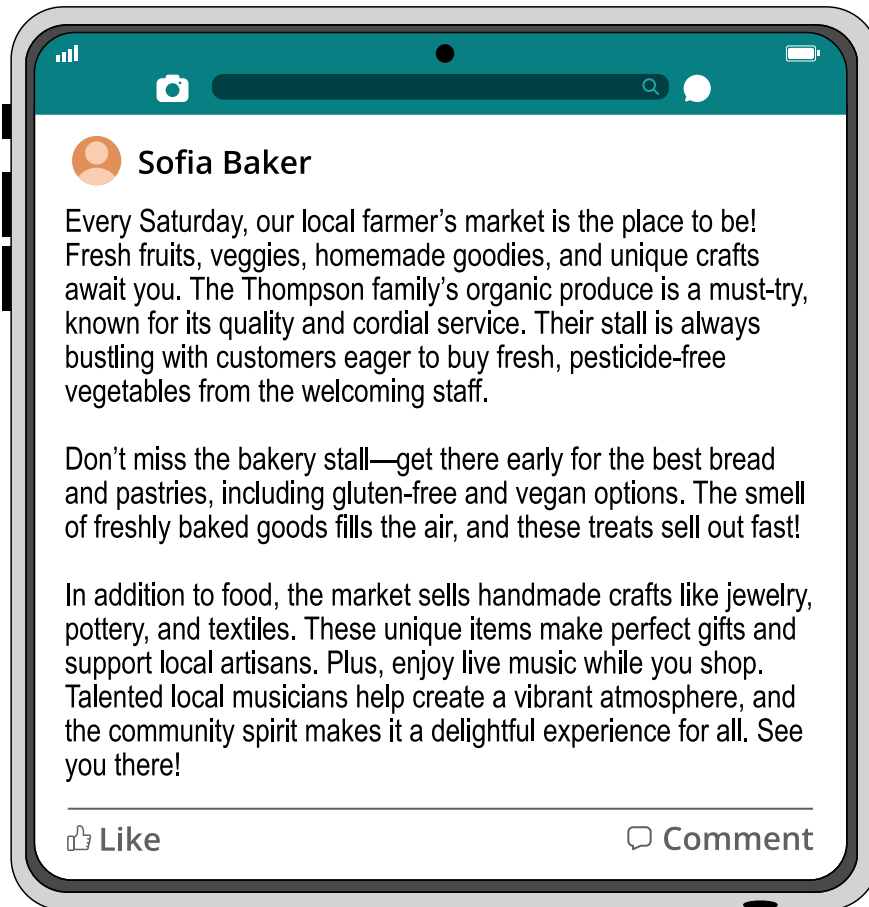 Sofia Baker
Every Saturday, our local farmer’s market is the place to be!
Fresh fruits, veggies, homemade goodies, and unique crafts
await you. The Thompson family’s organic produce is a must-try,
known for its quality and cordial service. Their stall is always
bustling with customers eager to buy fresh, pesticide-free
vegetables from the welcoming staff.
Don’t miss the bakery stall—get there early for the best bread
and pastries, including gluten-free and vegan options. The smell
of freshly baked goods fills the air, and these treats sell out fast!
In addition to food, the market sells handmade crafts like jewelry,
pottery, and textiles. These unique items make perfect gifts and
support local artisans. Plus, enjoy live music while you shop.
Talented local musicians help create a vibrant atmosphere, and
the community spirit makes it a delightful experience for all. See
you there!
Like
Comment